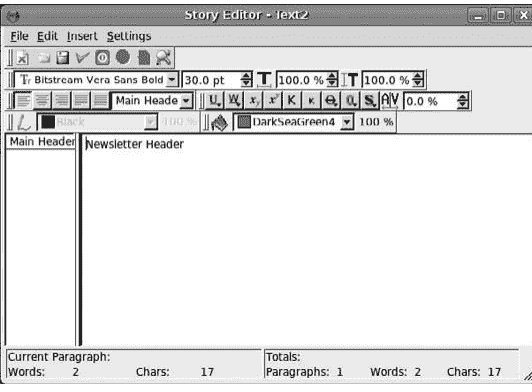 Story Editor - Text2
File Edit Insert Settings
Bitstream Vera Sans Bold 30.0 pt 100.0 % 100.0 %
Main Heade 0.0 %
Black 100 % DarkSeaGreen4 100 %
Main Header Newsletter Header
Current Paragraph: Totals:
Words: 2 Chars: 17 Paragraphs: 1 Words: 2 Chars: 17